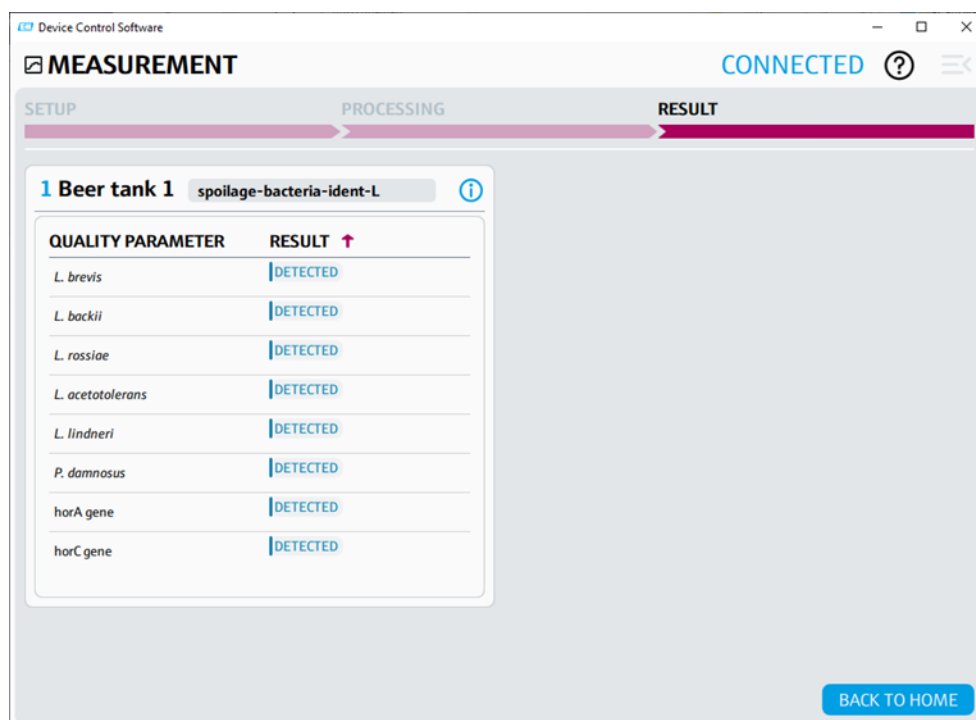 Device Control Software
MEASUREMENT
CONNECTED
SETUP
PROCESSING
RESULT
1 Beer tank 1 spoilage-bacteria-ident-L
QUALITY PARAMETER RESULT
L. brevis DETECTED
L. backii DETECTED
L. rossiae DETECTED
L. acetotolerans DETECTED
L. lindneri DETECTED
P. damnosus DETECTED
horA gene DETECTED
horC gene DETECTED
BACK TO HOME